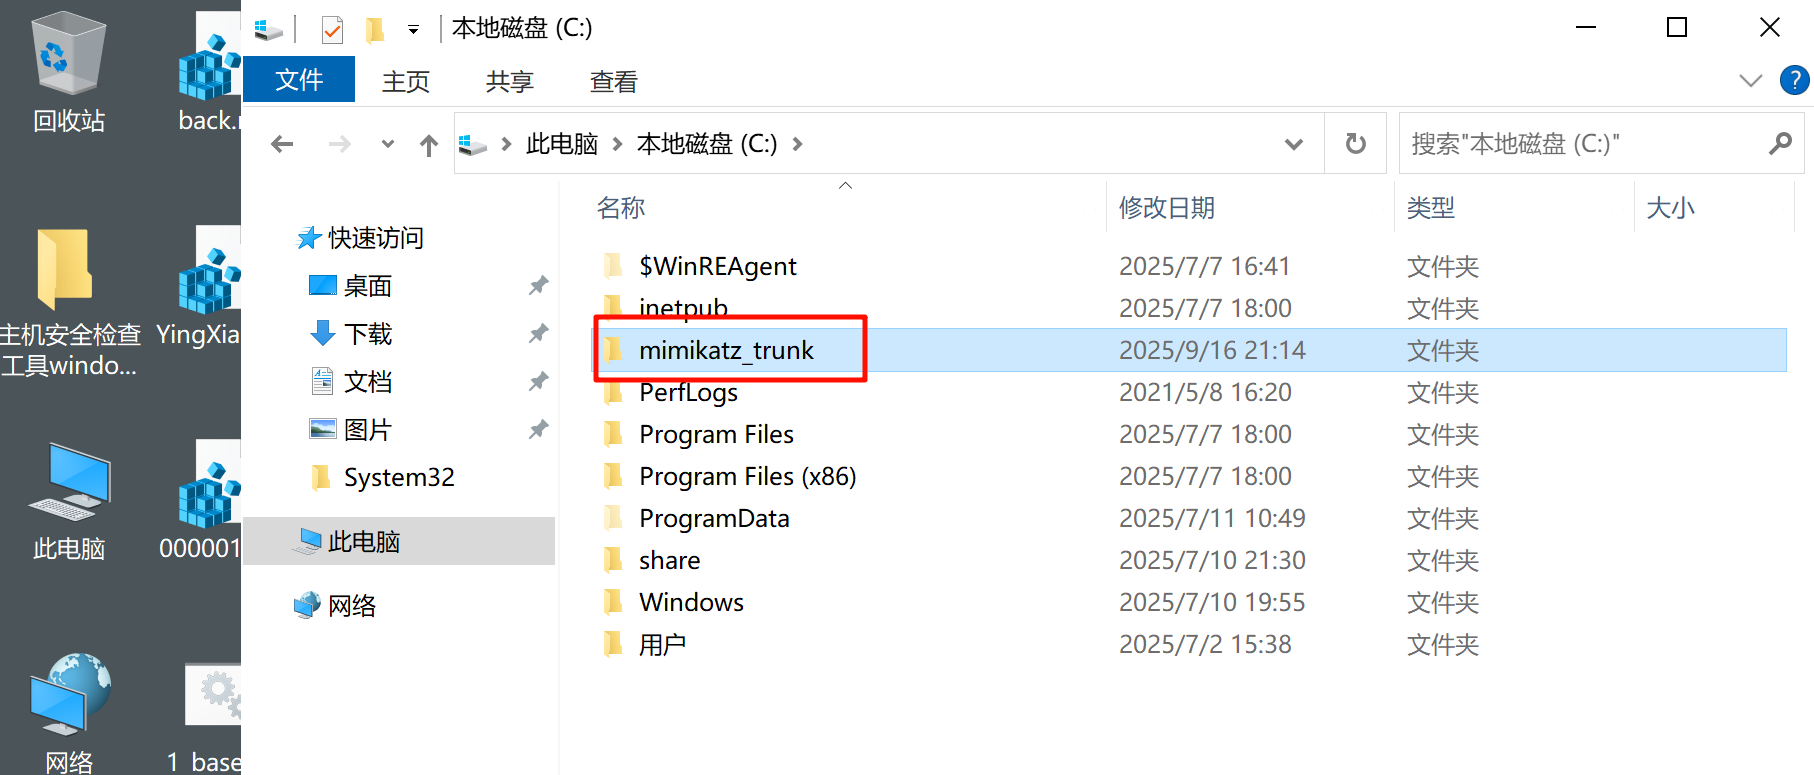 本地磁盘 (C:)
文件
主页
共享
查看
?
此电脑
本地磁盘 (C:)
搜索"本地磁盘 (C:)"
回收站
back.
主机安全检查
工具windo...
YingXia
此电脑
000001
网络
1_base
快速访问
桌面
下载
文档
图片
System32
此电脑
网络
名称 修改日期 类型 大小
$WinREAgent 2025/7/7 16:41 文件夹
inetpub 2025/7/7 18:00 文件夹
mimikatz_trunk 2025/9/16 21:14 文件夹
PerfLogs 2021/5/8 16:20 文件夹
Program Files 2025/7/7 18:00 文件夹
Program Files (x86) 2025/7/7 18:00 文件夹
ProgramData 2025/7/11 10:49 文件夹
share 2025/7/10 21:30 文件夹
Windows 2025/7/10 19:55 文件夹
用户 2025/7/2 15:38 文件夹